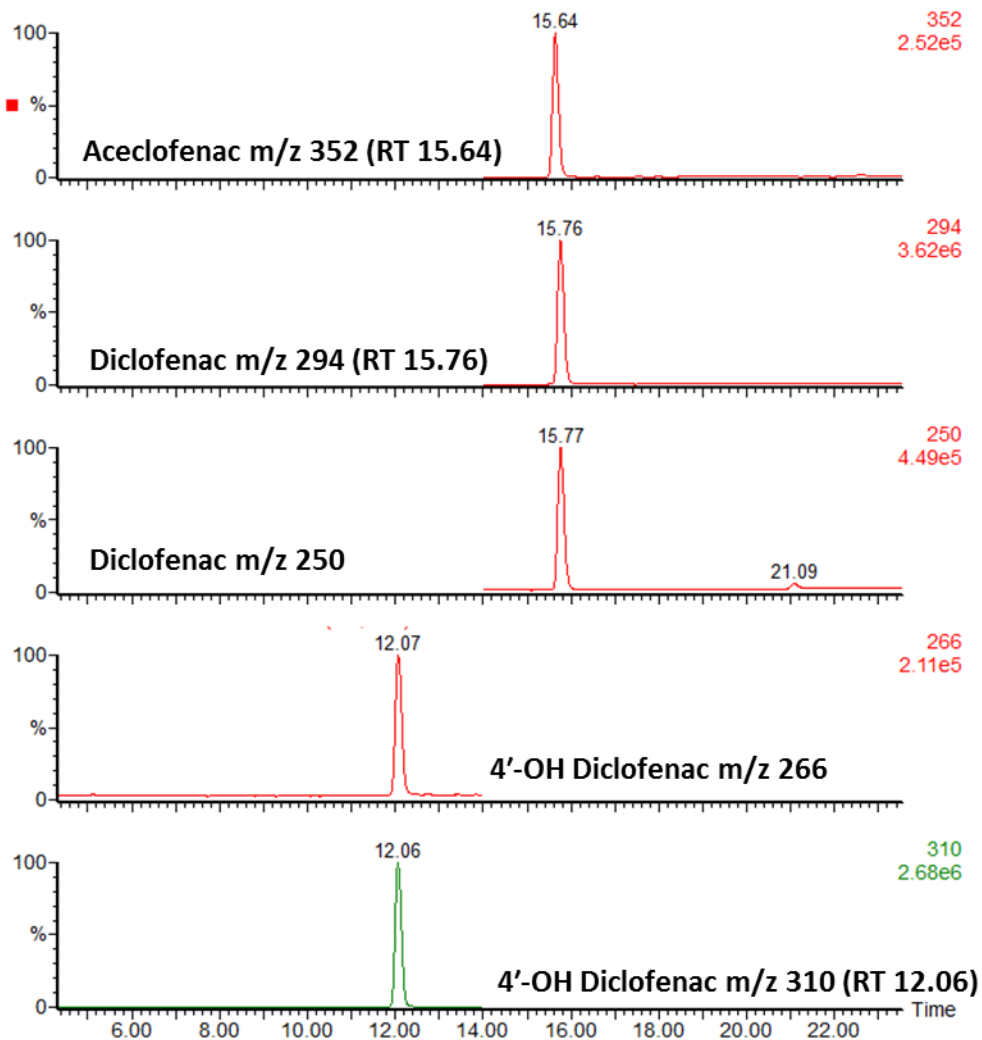 15.64
352
2.52e5
100
%
Aceclofenac m/z 352 (RT 15.64)
0
15.76
294
3.62e6
100
%
Diclofenac m/z 294 (RT 15.76)
0
15.77
250
4.49e5
100
%
Diclofenac m/z 250
21.09
0
12.07
266
2.11e5
100
%
4′-OH Diclofenac m/z 266
0
12.06
310
2.68e6
100
%
4′-OH Diclofenac m/z 310 (RT 12.06)
0
Time
6.00 8.00 10.00 12.00 14.00 16.00 18.00 20.00 22.00